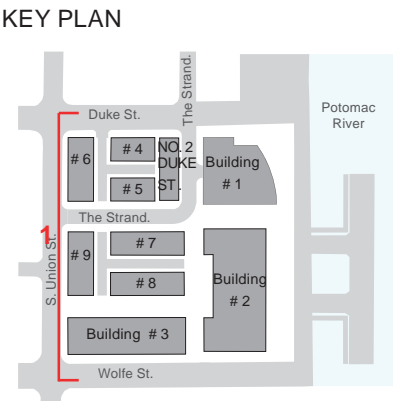 KEY PLAN
The Strand.
Duke St.
Potomac
River
# 4
NO. 2
DUKE
ST.
# 6
# 5
Building
# 1
The Strand.
1
S. Union St.
# 9
# 7
# 8
Building
# 2
Building # 3
Wolfe St.